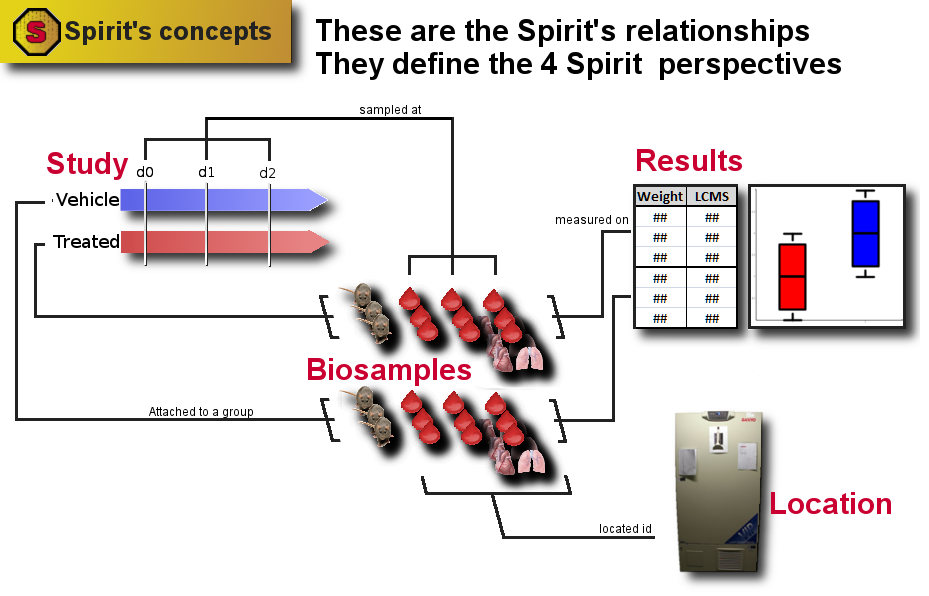 S
Spirit's concepts
These are the Spirit's relationships
They define the 4 Spirit perspectives
sampled at
Study
d0 d1 d2
Vehicle
Treated
Results
Weight LCMS
## ##
## ##
## ##
## ##
## ##
## ##
measured on
Biosamples
Attached to a group
Location
located id